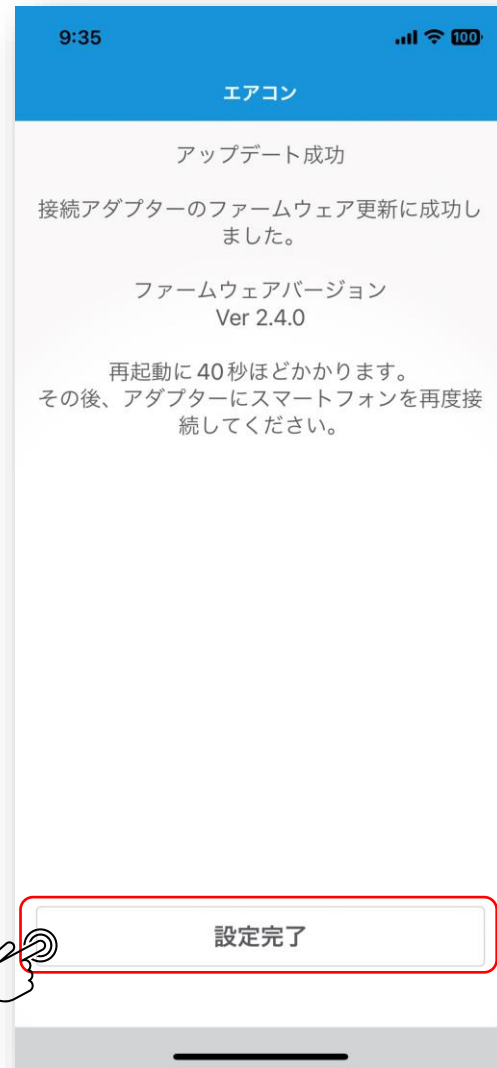 9:35
100
エアコン
アップデート成功
接続アダプターのファームウェア更新に成功し
ました。
ファームウェアバージョン
Ver 2.4.0
再起動に40秒ほどかかります。
その後、アダプターにスマートフォンを再度接
続してください。
設定完了